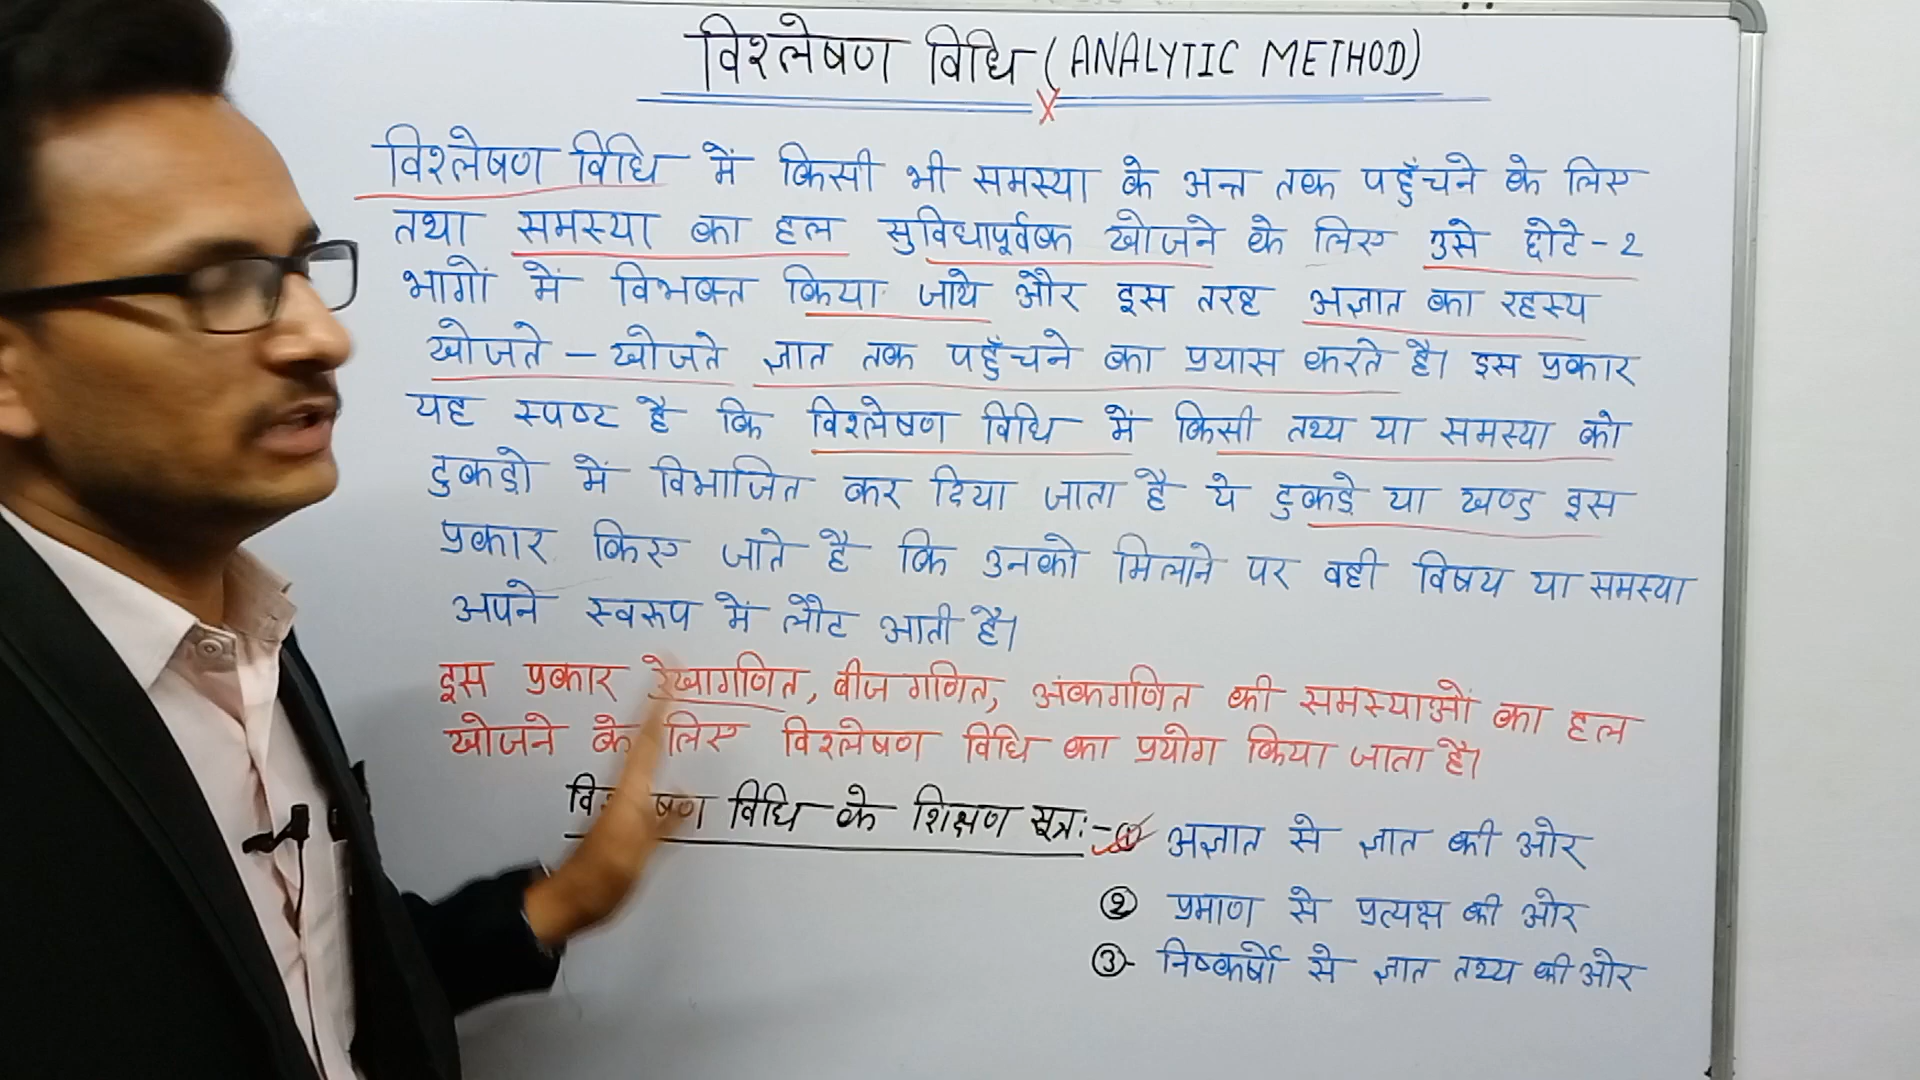 विश्लेषण विधि (ANALYTIC METHOD)
विश्लेषण विधि में किसी भी समस्या के अन्त तक पहुँचने के लिए
तथा समस्या का हल सुविधापूर्वक खोजने के लिए उसे छोटे-2
भागों में विभक्त किया जाये और इस तरह अज्ञात का रहस्य
खोजते - खोजते ज्ञात तक पहुँचने का प्रयास करते है। इस प्रकार
यह स्पष्ट है कि विश्लेषण विधि में किसी तथ्य या समस्या को
टुकड़ो में विभाजित कर दिया जाता है ये टुकड़े या खण्ड इस
प्रकार किए जाते है कि उनको मिलाने पर वही विषय या समस्या
अपने स्वरूप में लौट आती है।
इस प्रकार रेखागणित, बीज गणित, अंकगणित की समस्याओं का हल
खोजने के लिए विश्लेषण विधि का प्रयोग किया जाता है।
विधि के शिक्षण सूत्र:- ① अज्ञात से ज्ञात की ओर
② प्रमाण से प्रत्यक्ष की ओर
③- निष्कर्षो से ज्ञात तथ्य की ओर